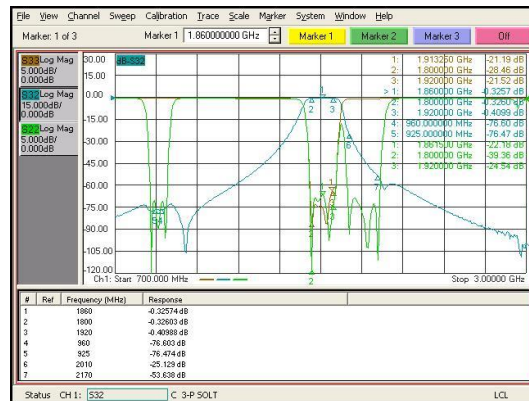 File View Channel Sweep Calibration Trace Scale Marker System Window Help
Marker: 1 of 3 Marker 1 1.860000000 GHz Marker 1 Marker 2 Marker 3 Off
S33 Log Mag
5.000dB/
0.000dB
S32 Log Mag
15.000dB/
0.000dB
S22 Log Mag
5.000dB/
0.000dB
30.00
dB-S32
15.00
0.00
-15.00
-30.00
-45.00
-60.00
-75.00
-90.00
-105.00
-120.00
1: 1.913250 GHz -21.19 dB
2: 1.800000 GHz -28.46 dB
3: 1.920000 GHz -21.52 dB
> 1: 1.860000 GHz -0.3257 dB
2: 1.800000 GHz -0.3260 dB
3: 1.920000 GHz -0.4099 dB
4: 960.000000 MHz -76.60 dB
5: 925.000000 MHz -76.47 dB
1: 1.861500 GHz -22.18 dB
2: 1.800000 GHz -39.36 dB
3: 1.920000 GHz -24.54 dB
Ch1: Start 700.000 MHz Stop 3.00000 GHz
# Ref Frequency (MHz) Response
1 1860 -0.32574 dB
2 1800 -0.32603 dB
3 1920 -0.40988 dB
4 960 -76.603 dB
5 925 -76.474 dB
6 2010 -25.129 dB
7 2170 -53.638 dB
Status CH 1: S32 C 3-P SOLT LCL